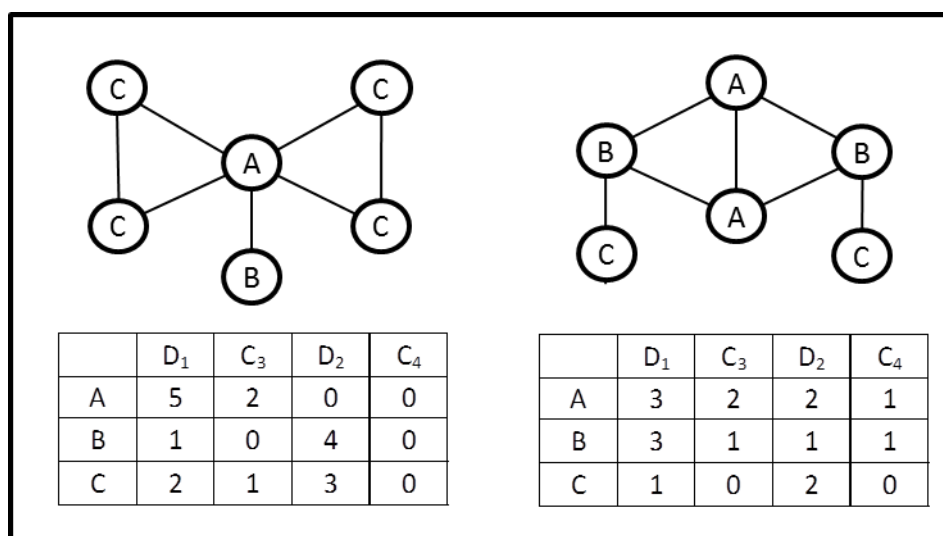 C C A
A B B
C C A
B C C
D₁ C₃ D₂ C₄
A 5 2 0 0
B 1 0 4 0
C 2 1 3 0
D₁ C₃ D₂ C₄
A 3 2 2 1
B 3 1 1 1
C 1 0 2 0